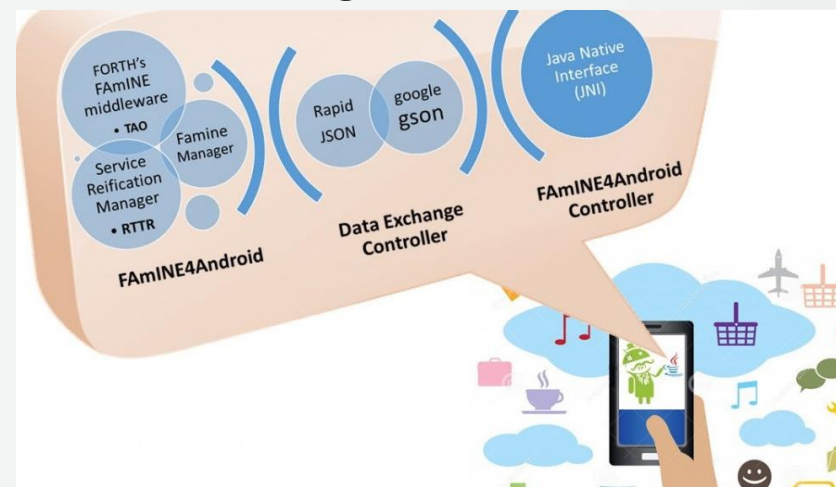 FORTH's
FAmINE
middleware
• TAO
Famine
Manager
Service
Reification
Manager
• RTTR
FAmINE4Android
Rapid
JSON
google
gson
Data Exchange
Controller
Java Native
Interface
(JNI)
FAmINE4Android
Controller